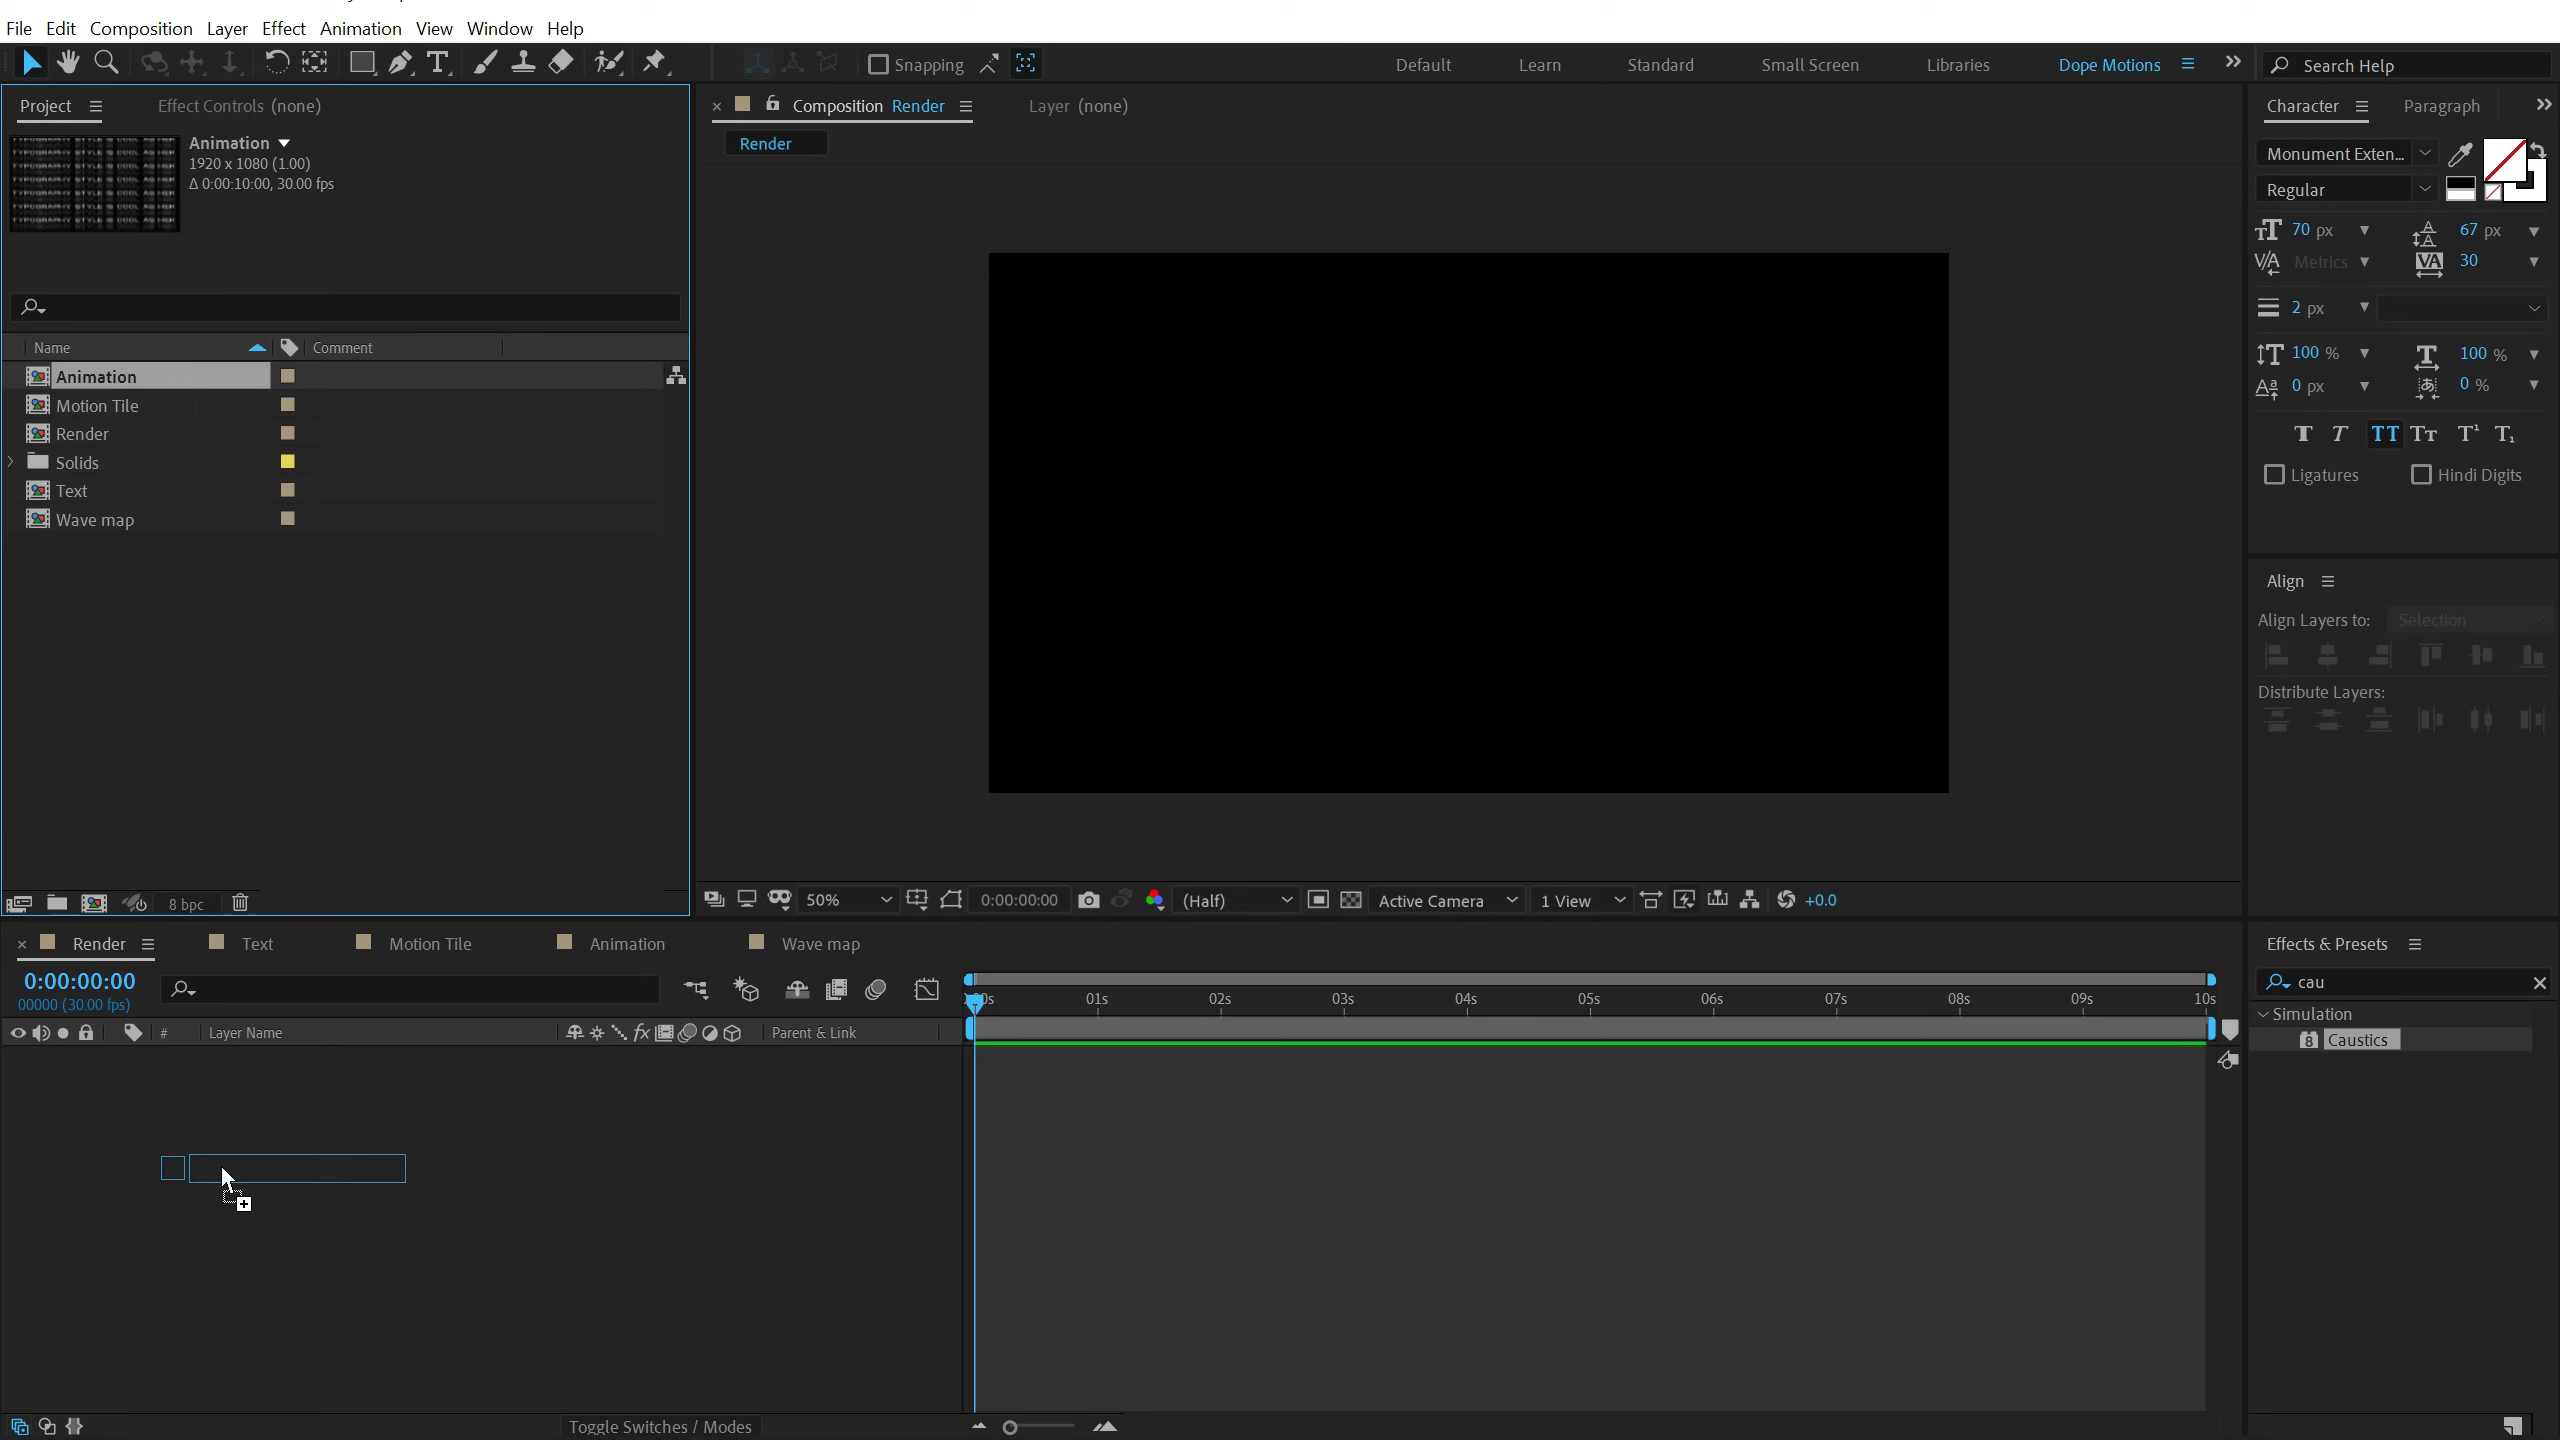 File Edit Composition Layer Effect Animation View Window Help
Snapping Default Learn Standard Small Screen Libraries Dope Motions Search Help
Project Effect Controls (none) Composition Render Layer (none) Character Paragraph
Animation
1920 x 1080 (1.00)
Δ 0:00:10:00, 30.00 fps
Render
Monument Exten...
Regular
70 px 67 px
Metrics 30
2 px
100 % 100 %
0 px 0 %
Ligatures Hindi Digits
Name Comment
Animation
Motion Tile
Render
Solids
Text
Wave map
Align
Align Layers to: Selection
Distribute Layers:
8 bpc
50% 0:00:00:00 (Half) Active Camera 1 View +0.0
Render Text Motion Tile Animation Wave map
Effects & Presets
0:00:00:00
00000 (30.00 fps)
cau
01s 02s 03s 04s 05s 06s 07s 08s 09s 10s
# Layer Name Parent & Link
Simulation
Caustics
Toggle Switches / Modes